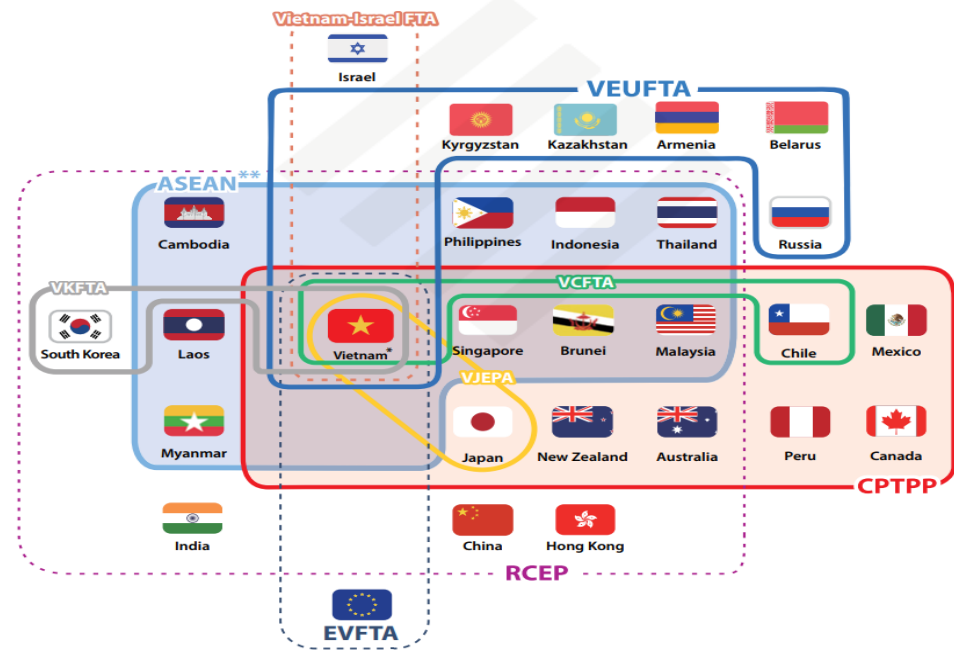 Vietnam-Israel FTA
Israel
VEUFTA
Kyrgyzstan
Kazakhstan
Armenia
Belarus
ASEAN**
Cambodia
Philippines
Indonesia
Thailand
Russia
VKFTA
VCFTA
South Korea
Laos
Vietnam*
Singapore
Brunei
Malaysia
Chile
Mexico
VJEPA
Myanmar
Japan
New Zealand
Australia
Peru
Canada
CPTPP
India
China
Hong Kong
RCEP
EVFTA